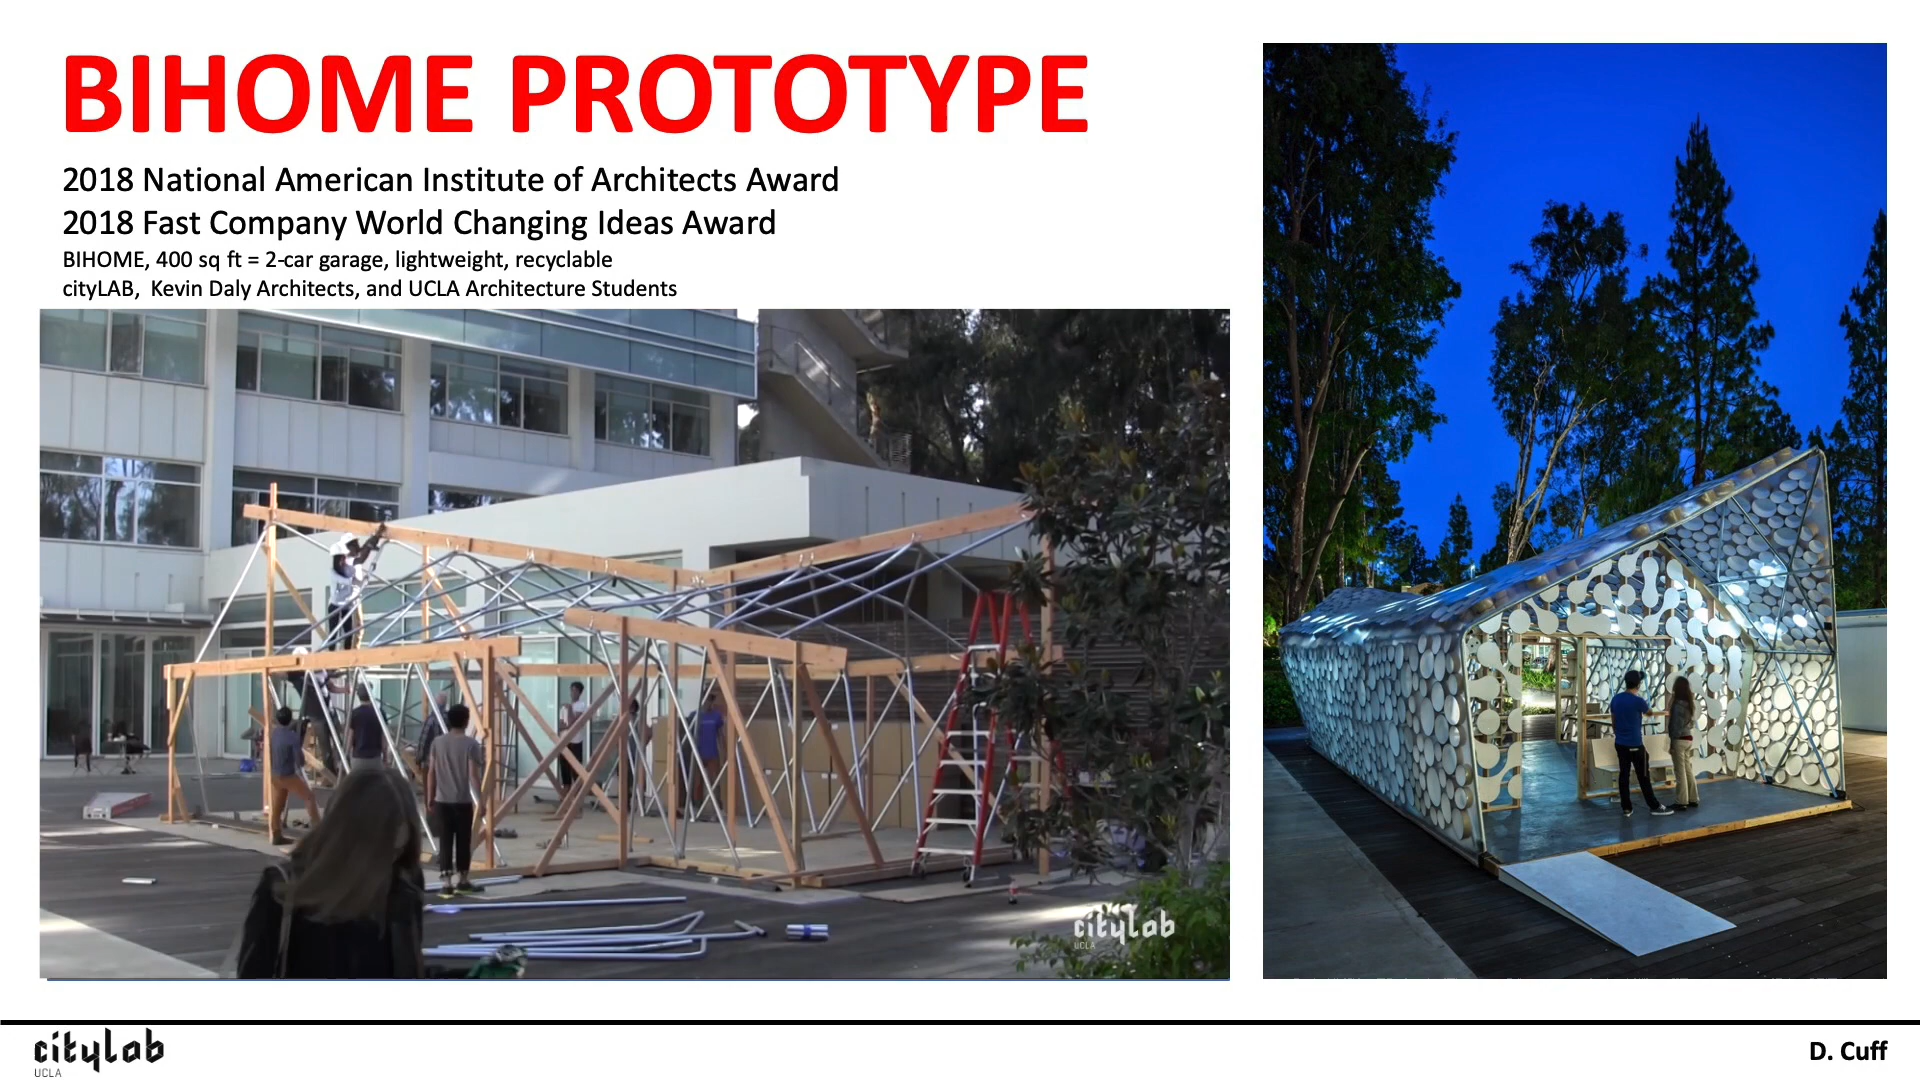 BIHOME PROTOTYPE
2018 National American Institute of Architects Award
2018 Fast Company World Changing Ideas Award
BIHOME, 400 sq ft = 2-car garage, lightweight, recyclable
cityLAB,  Kevin Daly Architects, and UCLA Architecture Students
citylab
UCLA
citylab
UCLA
D. Cuff